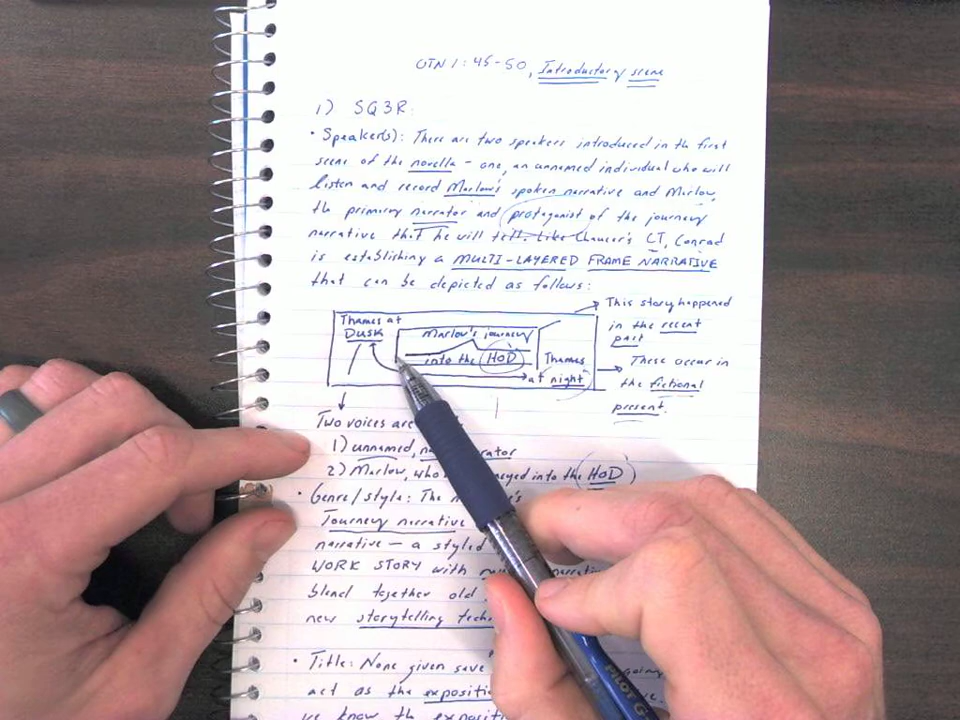 CTN 1: 45-50, Introductory scene
1) SQ3R:
• Speaker(s): There are two speakers introduced in the first
scene of the novella - one, an unnamed individual who will
listen and record Marlow's spoken narrative and Marlow,
the primary narrator and protagonist of the journey
narrative that he will tell. Like Chaucer's CT, Conrad
is establishing a MULTI-LAYERED FRAME NARRATIVE
that can be depicted as follows:
Thames at
DUSK
Marlow's journey
into the HoD
Thames
at night
This story happened
in the recent
past
These occur in
the fictional
present.
Two voices are
1) unnamed,
2) Marlow, who into the HoD
• Genre/style: The
Journey narrative
narrative - a styled
WORK STORY with
blend together old
new storytelling
• Title: None given save
act as the
we know the